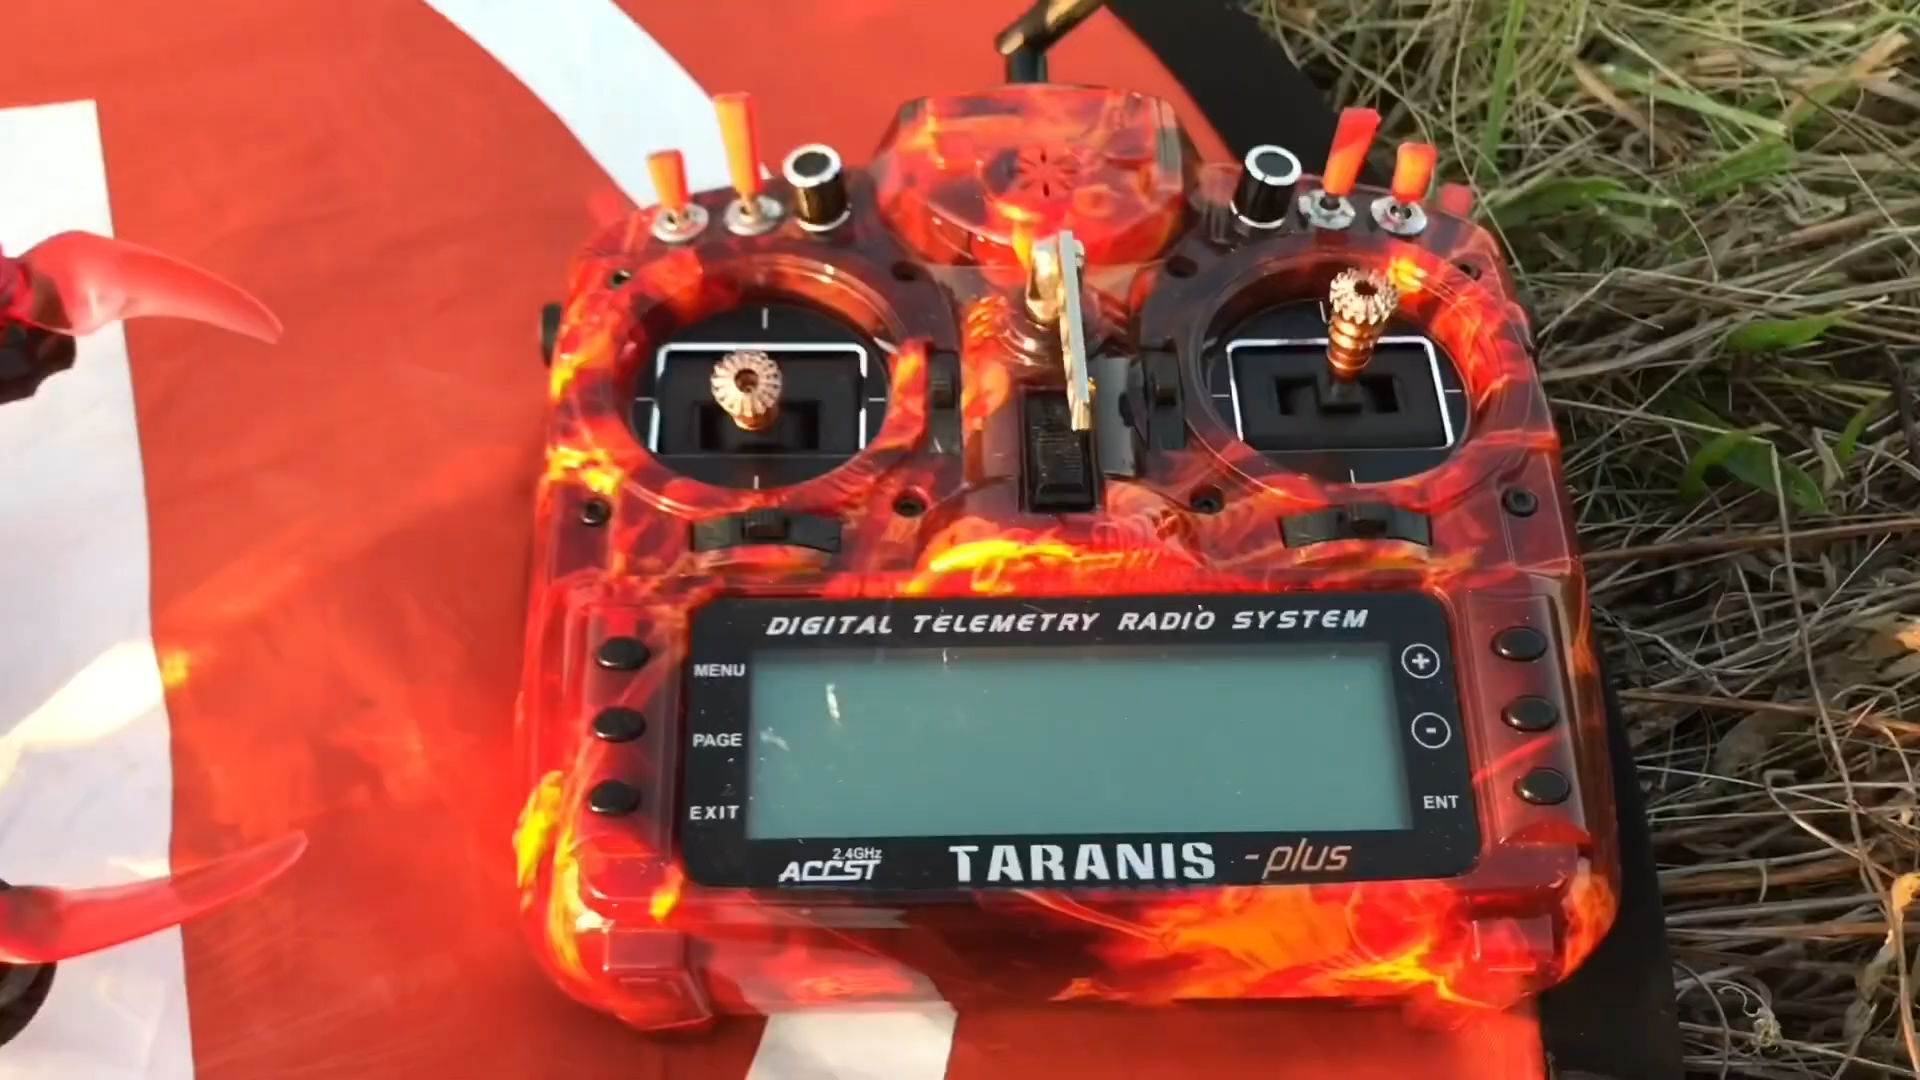 DIGITAL TELEMETRY RADIO SYSTEM
MENU
+
PAGE
-
EXIT
ENT
2.4GHz
ACCST
TARANIS -plus